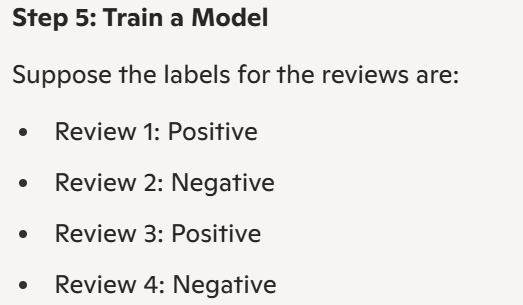 Step 5: Train a Model
Suppose the labels for the reviews are:
• Review 1: Positive
• Review 2: Negative
• Review 3: Positive
• Review 4: Negative